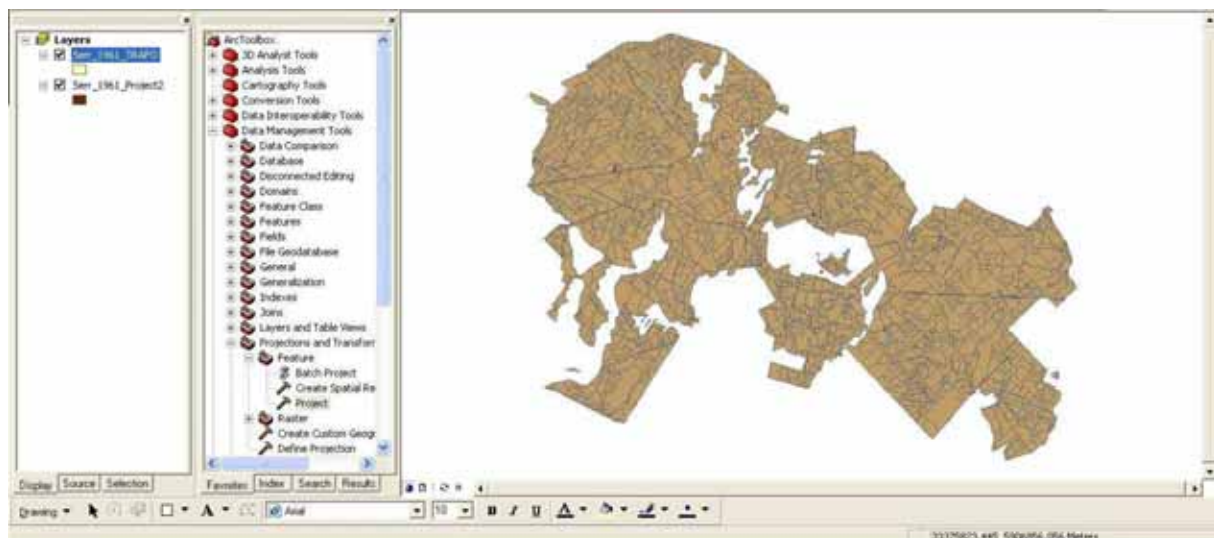 Layers
Serr_1961_TRAFO
Serr_1961_Project2
ArcToolbox
3D Analyst Tools
Analysis Tools
Cartography Tools
Conversion Tools
Data Interoperability Tools
Data Management Tools
Data Comparison
Database
Disconnected Editing
Domains
Feature Class
Features
Fields
File Geodatabase
General
Generalization
Indexes
Joins
Layers and Table Views
Projections and Transforr
Feature
Batch Project
Create Spatial Re
Project
Raster
Create Custom Geogr
Define Projection
Display Source Selection
Favorites Index Search Results
Drawing A Arial 10 B I U A
Meters